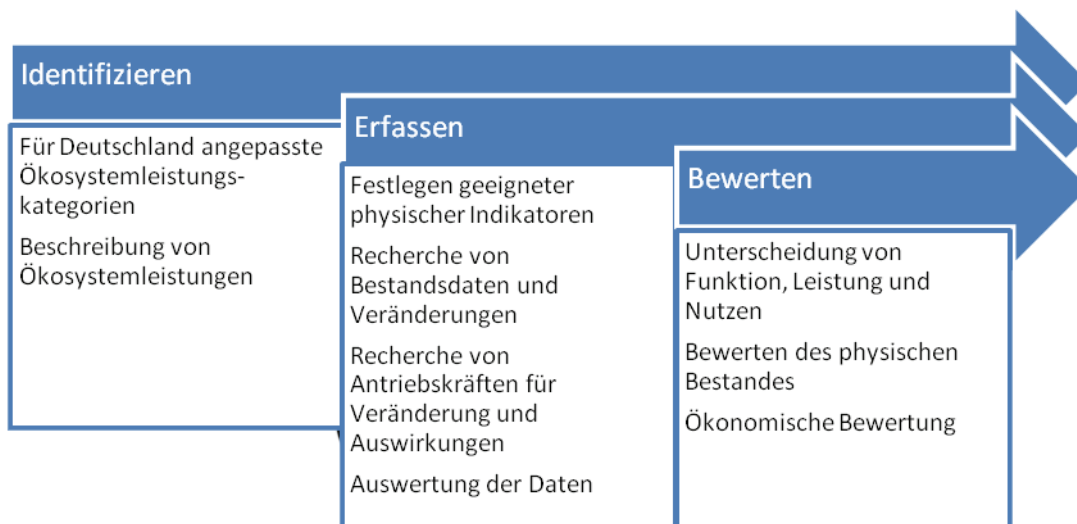 Identifizieren
Für Deutschland angepasste
Ökosystemleistungs-
kategorien
Beschreibung von
Ökosystemleistungen
Erfassen
Festlegen geeigneter
physischer Indikatoren
Recherche von
Bestandsdaten und
Veränderungen
Recherche von
Antriebskräften für
Veränderung und
Auswirkungen
Auswertung der Daten
Bewerten
Unterscheidung von
Funktion, Leistung und
Nutzen
Bewerten des physischen
Bestandes
Ökonomische Bewertung